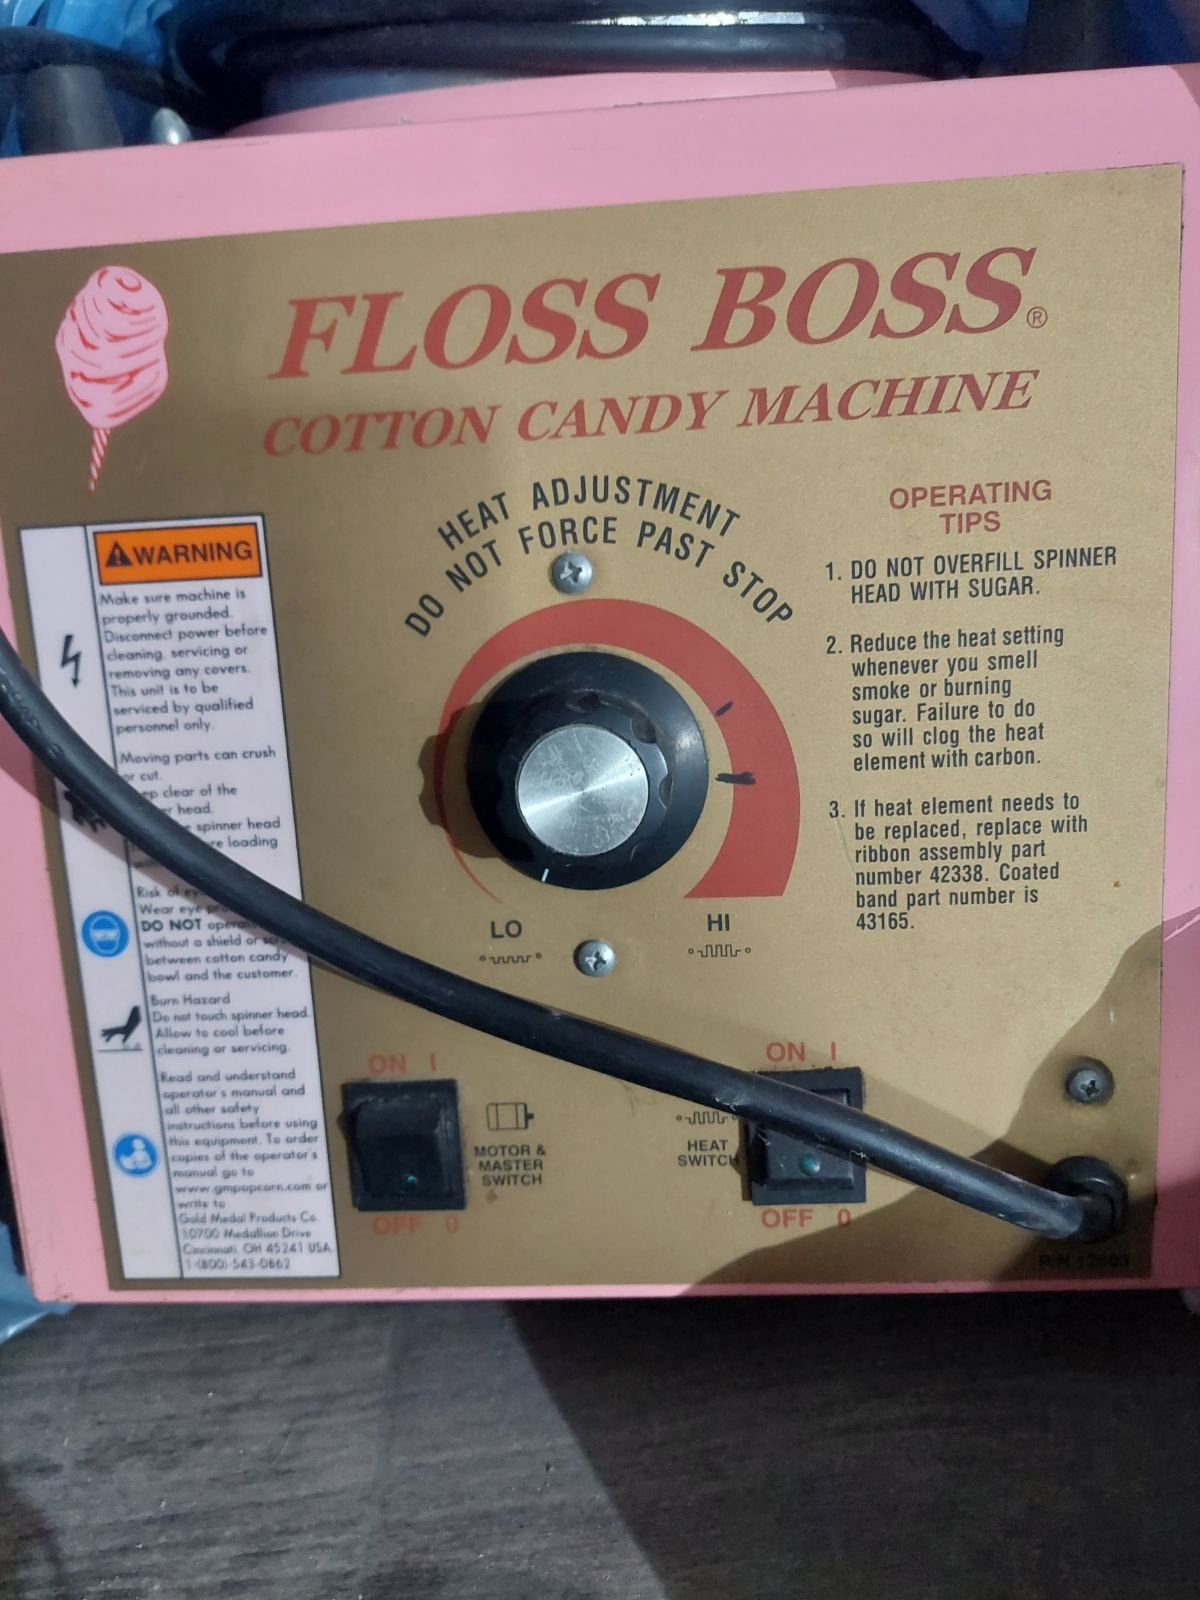 FLOSS BOSS®
COTTON CANDY MACHINE
HEAT ADJUSTMENT
DO NOT FORCE PAST STOP
OPERATING
TIPS
1. DO NOT OVERFILL SPINNER
HEAD WITH SUGAR.
2. Reduce the heat setting
whenever you smell
smoke or burning
sugar. Failure to do
so will clog the heat
element with carbon.
3. If heat element needs to
be replaced, replace with
ribbon assembly part
number 42338. Coated
band part number is
43165.
LO
HI
WARNING
Make sure machine is
properly grounded.
Disconnect power before
cleaning, servicing or
removing any covers.
This unit is to be
serviced by qualified
personnel only.
Moving parts can crush
or cut.
clear of the
head.
spinner head
loading
Risk of
Wear eye
DO NOT
without a shield or
between cotton candy
bowl and the customer.
Burn Hazard
Do not touch spinner head.
Allow to cool before
cleaning or servicing.
Read and understand
operator's manual and
all other safety
instructions before using
this equipment. To order
copies of the operator's
manual go to
www.gmpopcorn.com or
write to
Gold Medal Products Co.
10700 Medallion Drive
Cincinnati, OH 45241 USA
1-(800)-543-0862
ON I
MOTOR &
MASTER
SWITCH
OFF 0
ON I
HEAT
SWITCH
OFF 0
P/N